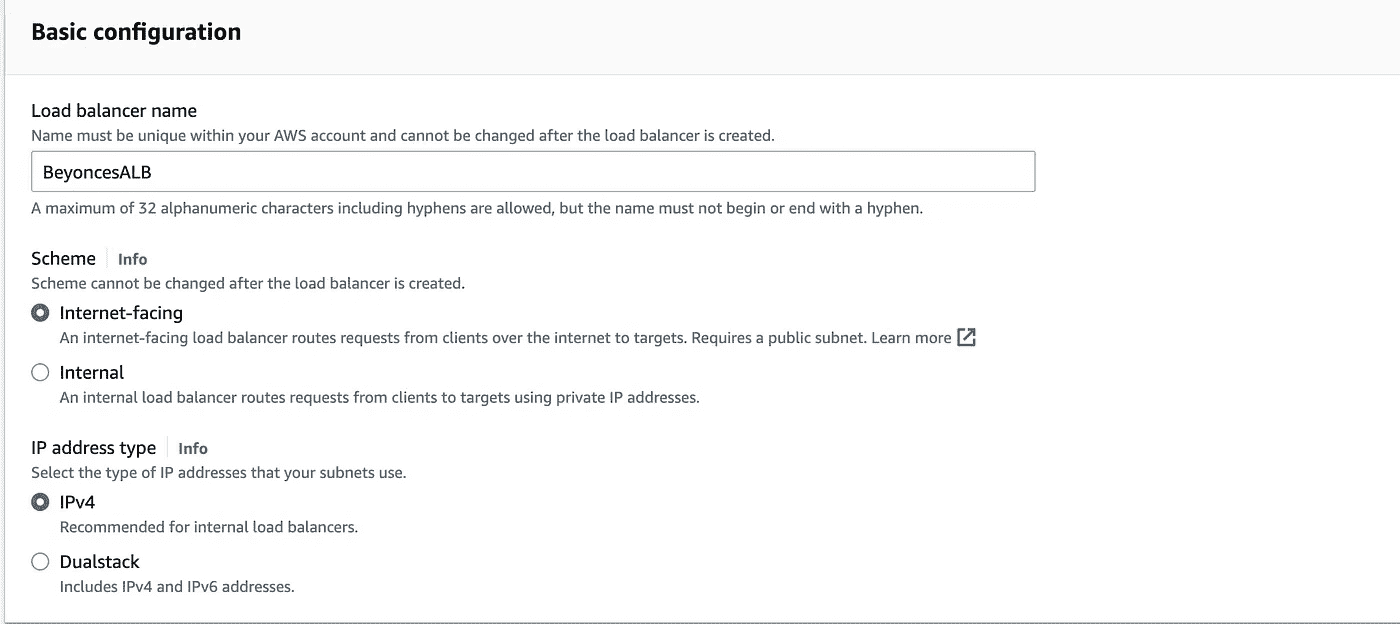 Basic configuration
Load balancer name
Name must be unique within your AWS account and cannot be changed after the load balancer is created.
BeyoncesALB
A maximum of 32 alphanumeric characters including hyphens are allowed, but the name must not begin or end with a hyphen.
Scheme Info
Scheme cannot be changed after the load balancer is created.
Internet-facing
An internet-facing load balancer routes requests from clients over the internet to targets. Requires a public subnet. Learn more
Internal
An internal load balancer routes requests from clients to targets using private IP addresses.
IP address type Info
Select the type of IP addresses that your subnets use.
IPv4
Recommended for internal load balancers.
Dualstack
Includes IPv4 and IPv6 addresses.